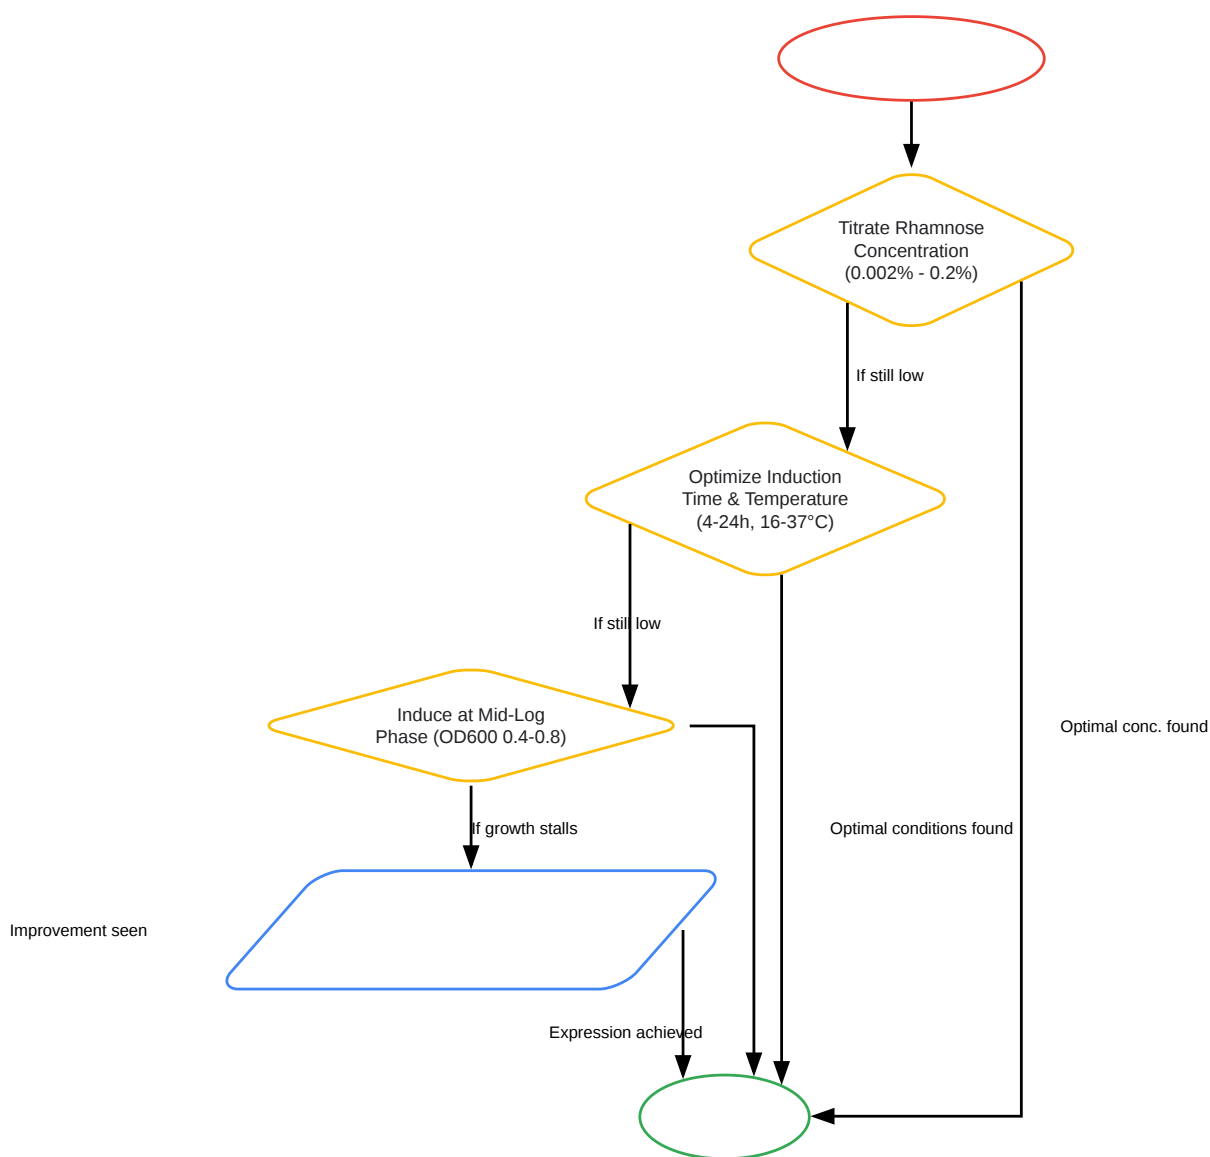 Titrate Rhamnose
Concentration
(0.002% - 0.2%)
If still low
Optimize Induction
Time & Temperature
(4-24h, 16-37°C)
If still low
Induce at Mid-Log
Phase (OD600 0.4-0.8)
Optimal conc. found
If growth stalls
Optimal conditions found
Improvement seen
Expression achieved